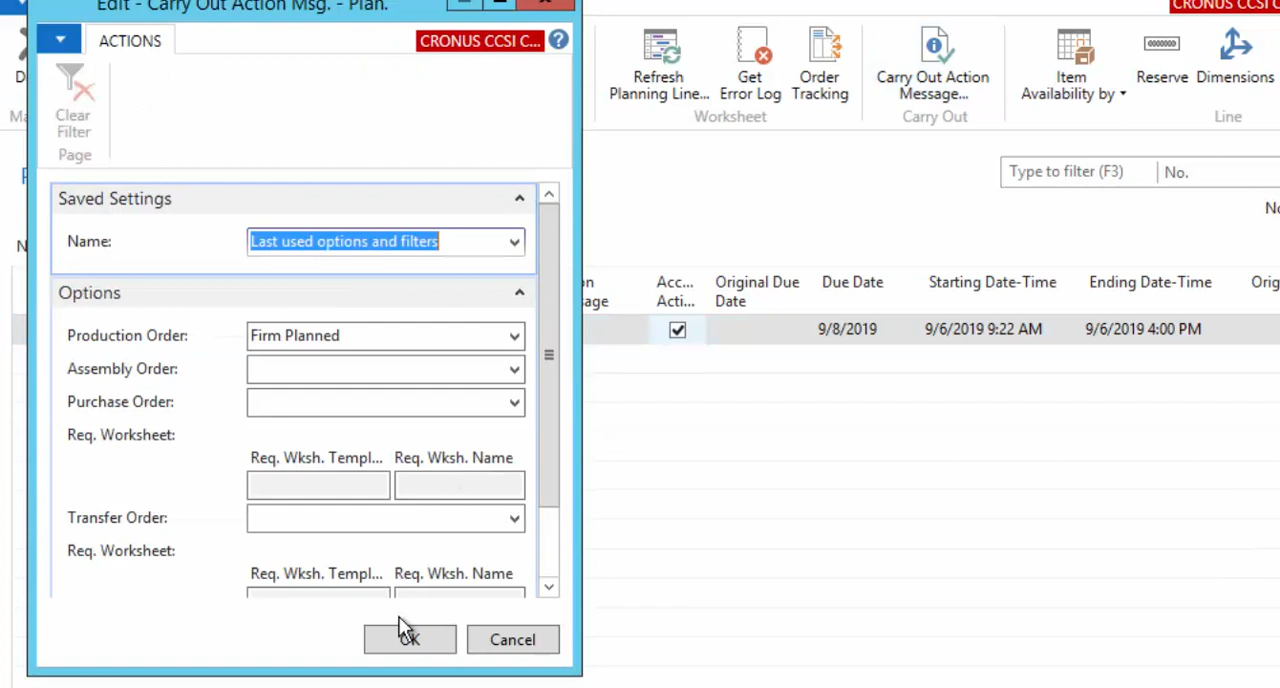 Edit - Carry Out Action Msg. - Plan.
CRONUS CCSI C
ACTIONS
CRONUS CCSI C...
Clear
Filter
Page
Refresh
Planning Line...
Get
Error Log
Order
Tracking
Worksheet
Carry Out Action
Message...
Carry Out
Item
Availability by
Reserve
Dimensions
Line
D
Ma
Type to filter (F3)
No.
No
Saved Settings
Name:
Last used options and filters
N
Options
Production Order:
Firm Planned
Assembly Order:
Purchase Order:
Req. Worksheet:
Req. Wksh. Templ...
Req. Wksh. Name
Transfer Order:
Req. Worksheet:
Req. Wksh. Templ...
Req. Wksh. Name
OK
Cancel
on
sage
Acc...
Acti...
Original Due
Date
Due Date
Starting Date-Time
Ending Date-Time
Orig
9/8/2019
9/6/2019 9:22 AM
9/6/2019 4:00 PM